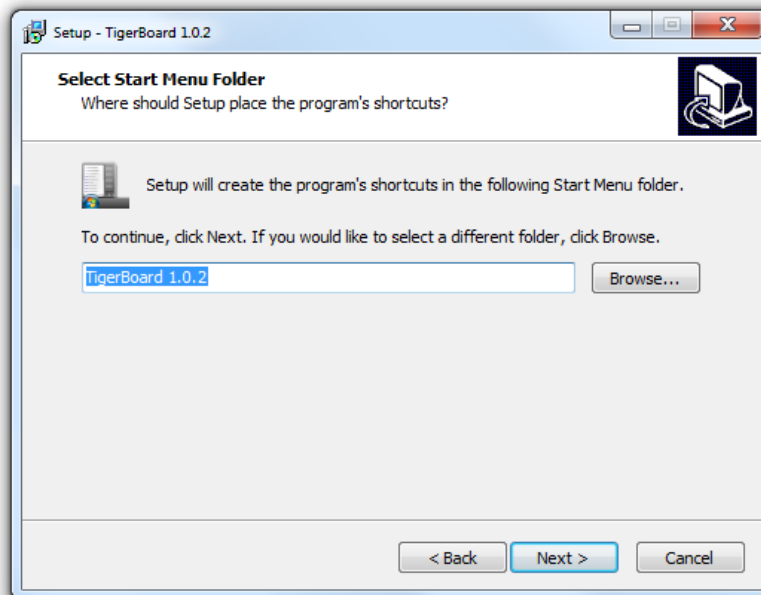 Setup - TigerBoard 1.0.2
Select Start Menu Folder
Where should Setup place the program's shortcuts?
Setup will create the program's shortcuts in the following Start Menu folder.
To continue, click Next. If you would like to select a different folder, click Browse.
TigerBoard 1.0.2
Browse...
< Back
Next >
Cancel